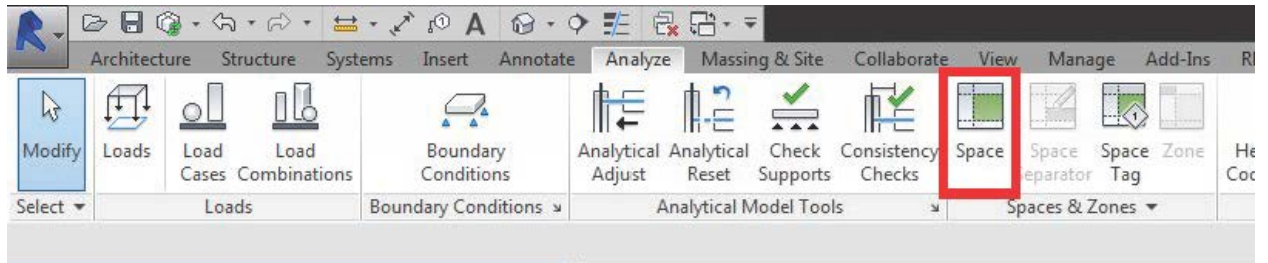 Architecture Structure Systems Insert Annotate Analyze Massing & Site Collaborate View Manage Add-Ins
Modify Loads Load Cases Load Combinations Boundary Conditions Analytical Adjust Analytical Reset Check Supports Consistency Checks Space Space Separator Space Tag Zone
Select Loads Boundary Conditions Analytical Model Tools Spaces & Zones